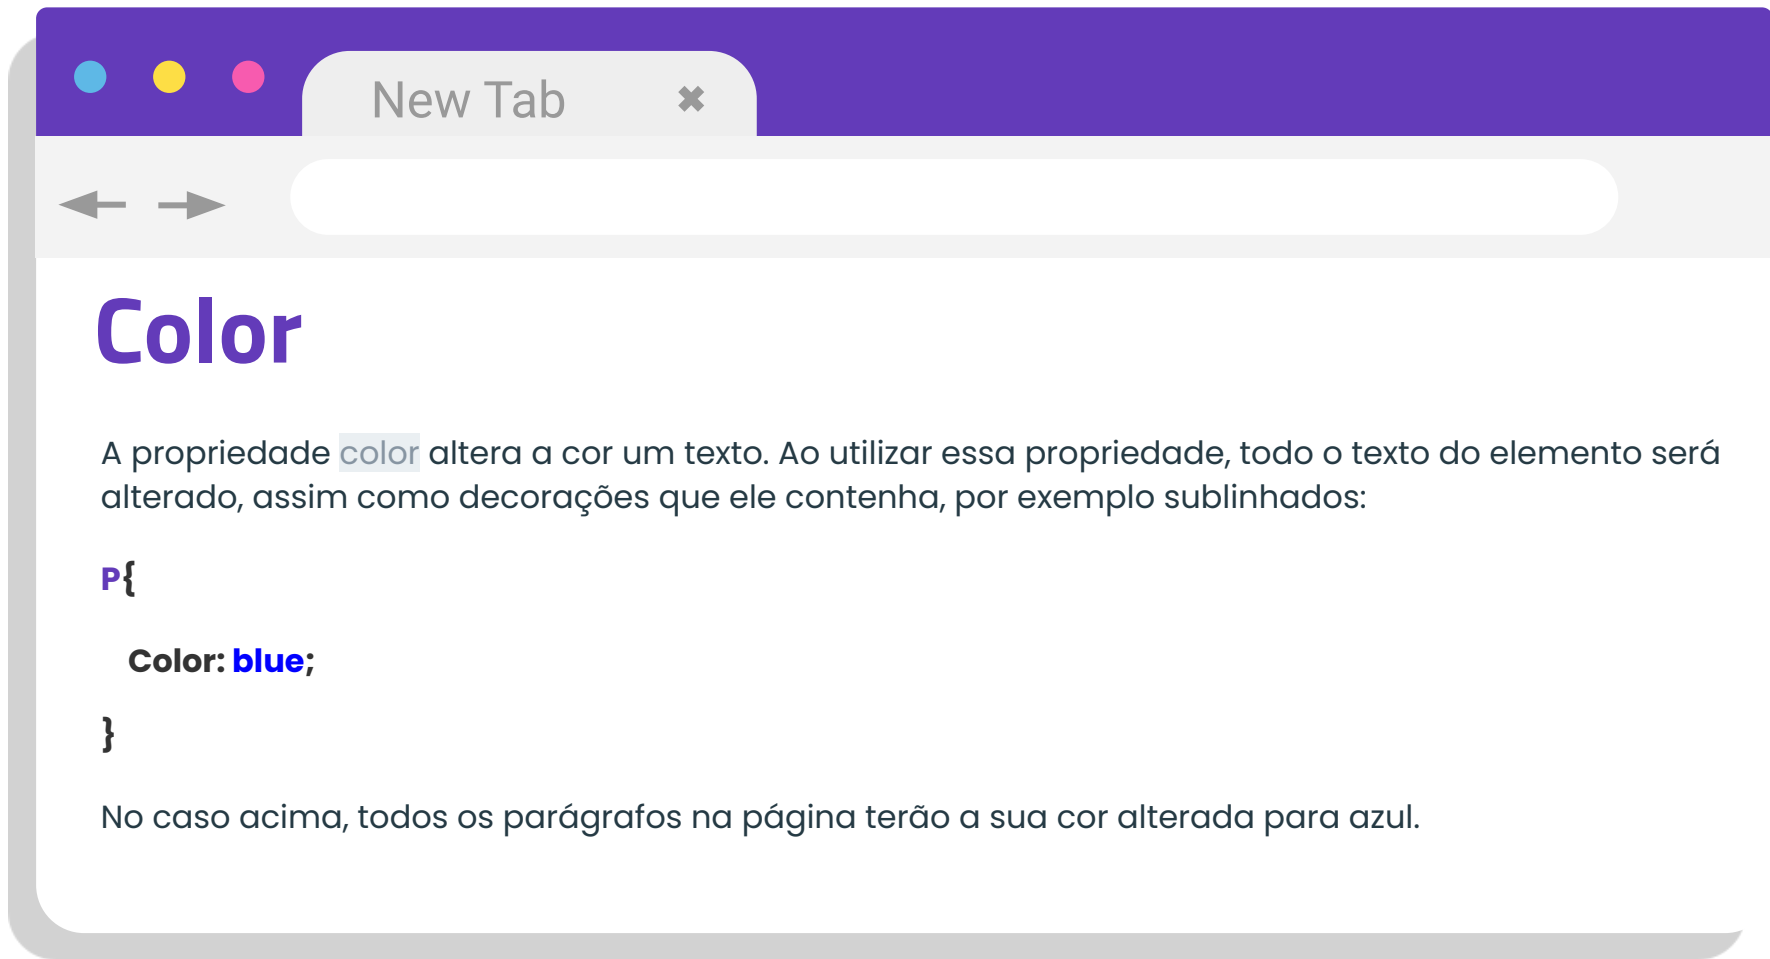 New Tab ✖
Color
A propriedade color altera a cor um texto. Ao utilizar essa propriedade, todo o texto do elemento será
alterado, assim como decorações que ele contenha, por exemplo sublinhados:
P{
Color: blue;
}
No caso acima, todos os parágrafos na página terão a sua cor alterada para azul.